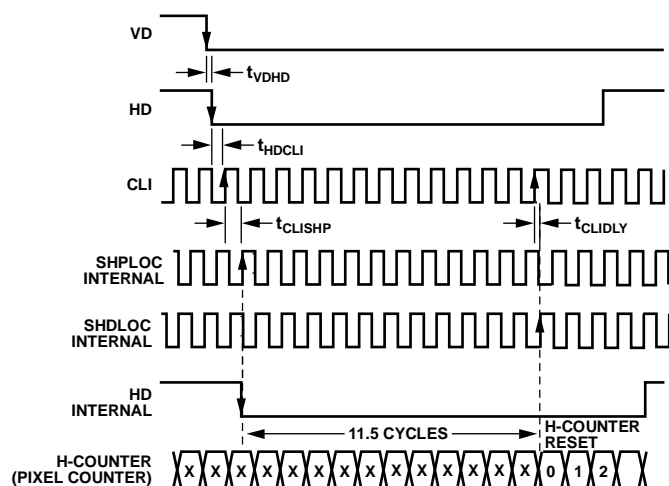 VD
tVDHD
HD
tHDCLI
CLI
tCLISHP
tCLIDLY
SHPLOC
INTERNAL
SHDLOC
INTERNAL
HD
INTERNAL
11.5 CYCLES
H-COUNTER
RESET
H-COUNTER
(PIXEL COUNTER)
X X X X X X X X X X X X X X 0 1 2